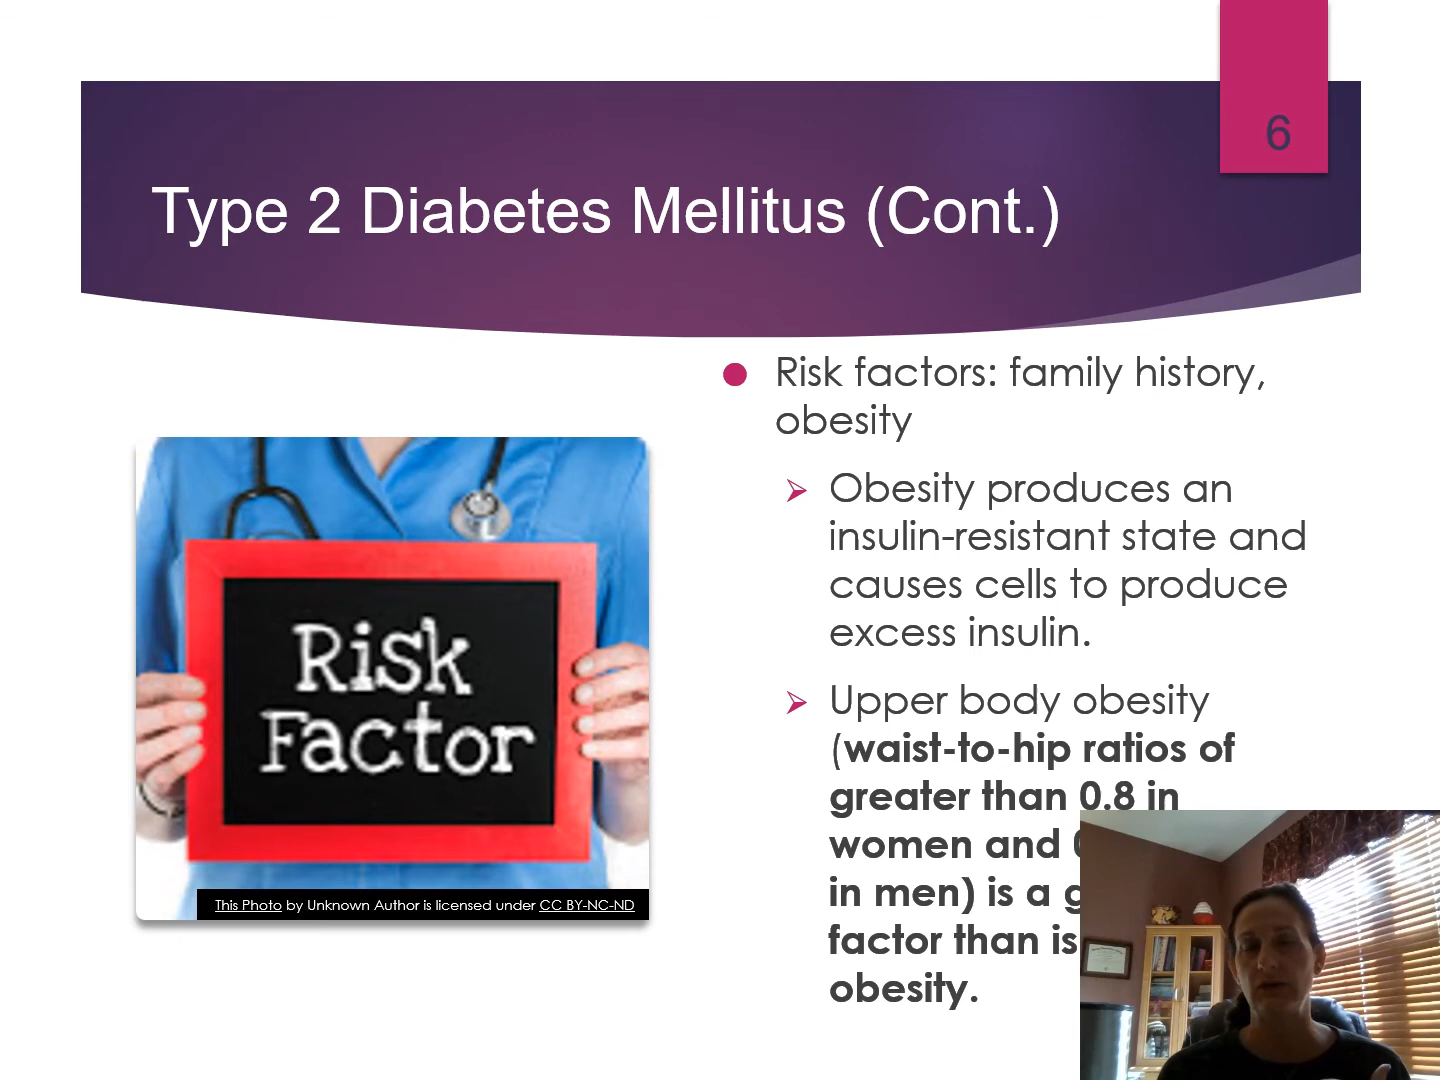 6
Type 2 Diabetes Mellitus (Cont.)
Risk factors: family history,
obesity
Obesity produces an
insulin-resistant state and
causes cells to produce
excess insulin.
Upper body obesity
(waist-to-hip ratios of
greater than 0.8 in
women and
in men) is a
factor than is
obesity.
Risk
Factor
This Photo by Unknown Author is licensed under CC BY-NC-ND